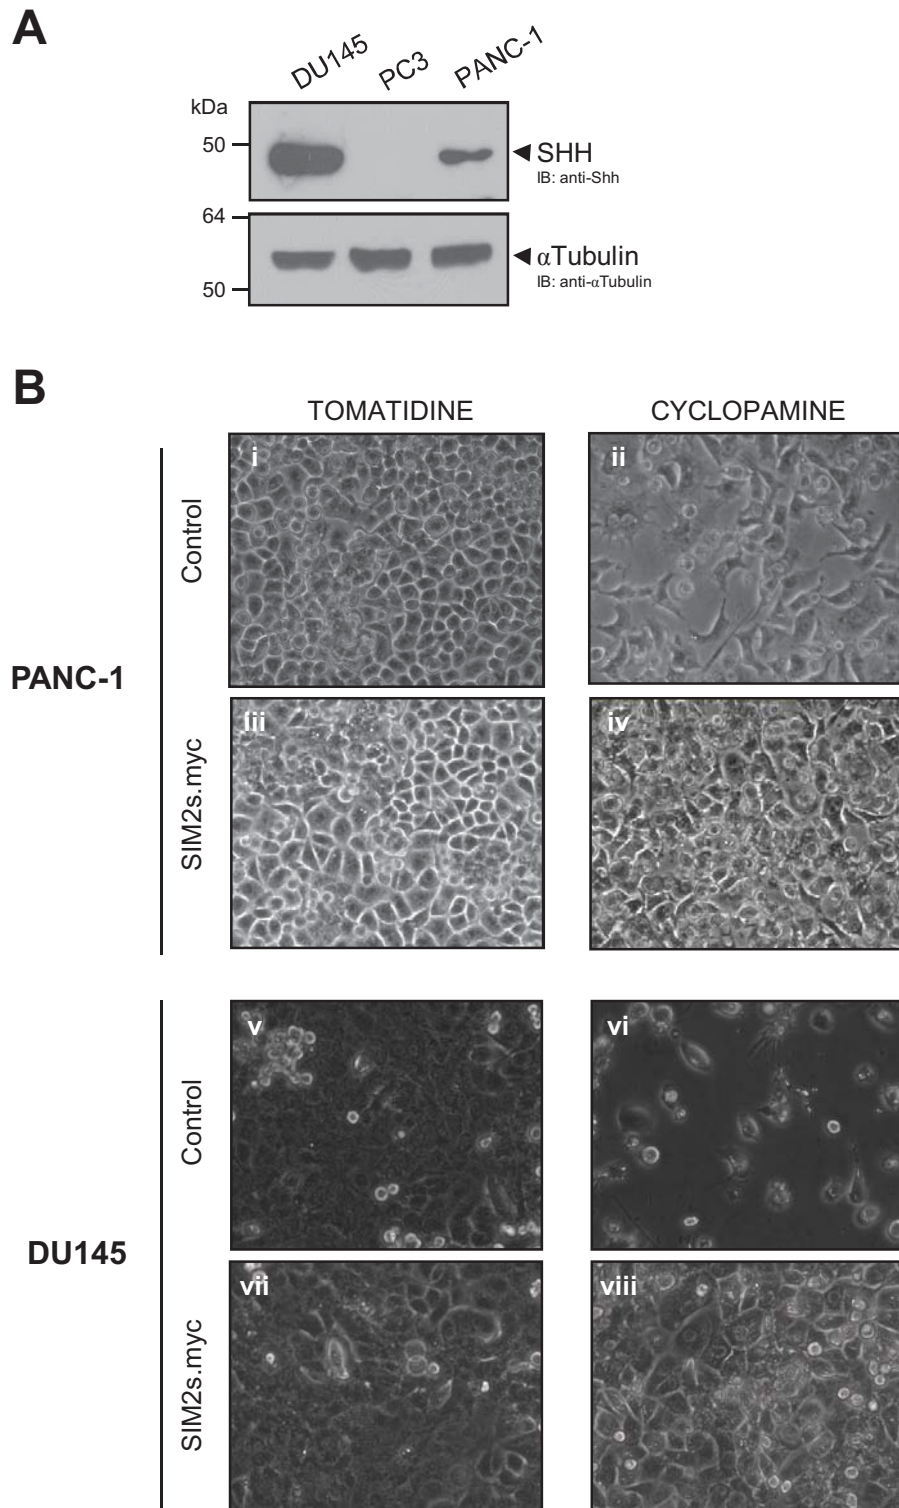 A
DU145 PC3 PANC-1
kDa
50
SHH
IB: anti-Shh
64
αTubulin
IB: anti-αTubulin
50
B
TOMATIDINE CYCLOPAMINE
i ii
Control
PANC-1
iii iv
SIM2s.myc
v vi
Control
DU145
vii viii
SIM2s.myc